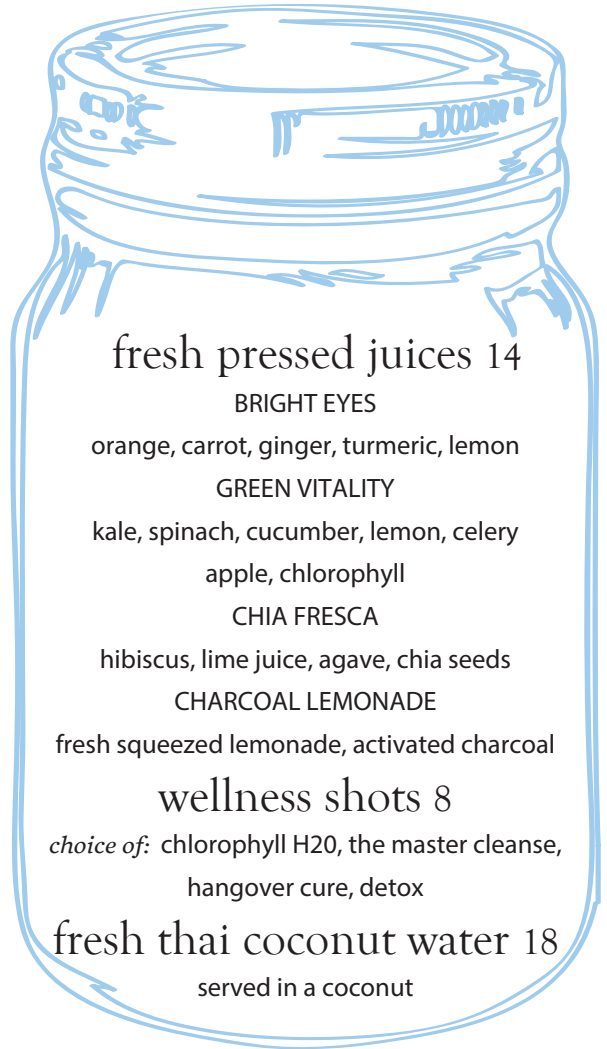 fresh pressed juices 14
BRIGHT EYES
orange, carrot, ginger, turmeric, lemon
GREEN VITALITY
kale, spinach, cucumber, lemon, celery
apple, chlorophyll
CHIA FRESCA
hibiscus, lime juice, agave, chia seeds
CHARCOAL LEMONADE
fresh squeezed lemonade, activated charcoal
wellness shots 8
choice of: chlorophyll H20, the master cleanse,
hangover cure, detox
fresh thai coconut water 18
served in a coconut